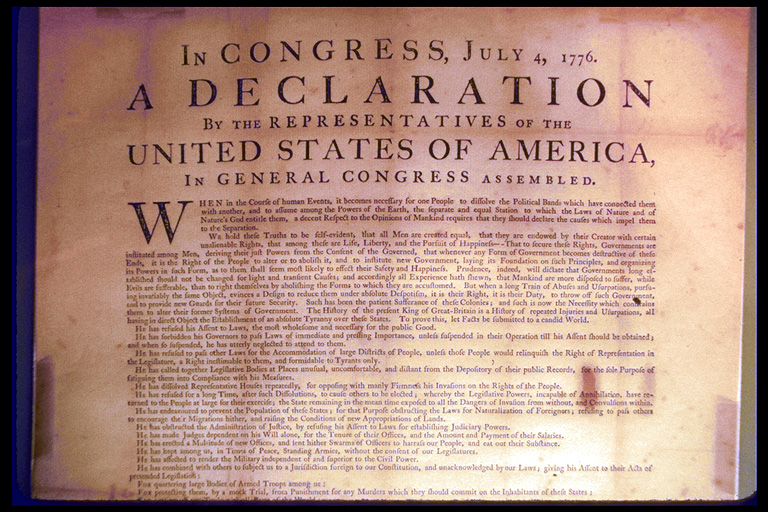 IN CONGRESS, JULY 4, 1776.
A DECLARATION
BY THE REPRESENTATIVES OF THE
UNITED STATES OF AMERICA,
IN GENERAL CONGRESS ASSEMBLED.
WHEN in the Courſe of human Events, it becomes neceſſary for one People to diſſolve the Political Bands which have connected them
with another, and to aſſume among the Powers of the Earth, the ſeparate and equal Station to which the Laws of Nature and of
Nature's God entitle them, a decent Reſpect to the Opinions of Mankind requires that they ſhould declare the cauſes which impel them
to the Separation.
WE hold theſe Truths to be ſelf-evident, that all Men are created equal, that they are endowed by their Creator with certain
unalienable Rights, that among theſe are Life, Liberty, and the Purſuit of Happineſs--That to ſecure theſe Rights, Governments are
inſtituted among Men, deriving their juſt Powers from the Conſent of the Governed, that whenever any Form of Government becomes deſtructive of theſe
Ends, it is the Right of the People to alter or to aboliſh it, and to inſtitute new Government, laying its Foundation on ſuch Principles, and organizing
its Powers in ſuch Form, as to them ſhall ſeem moſt likely to effect their Safety and Happineſs. Prudence, indeed, will dictate that Governments long eſ-
tabliſhed ſhould not be changed for light and tranſient Cauſes; and accordingly all Experience hath ſhewn, that Mankind are more diſpoſed to ſuffer, while
Evils are ſufferable, than to right themſelves by aboliſhing the Forms to which they are accuſtomed. But when a long Train of Abuſes and Uſurpations, purſu-
ing invariably the ſame Object, evinces a Deſign to reduce them under abſolute Deſpotiſm, it is their Right, it is their Duty, to throw off ſuch Government,
and to provide new Guards for their future Security. Such has been the patient Sufferance of theſe Colonies; and ſuch is now the Neceſſity which conſtrains
them to alter their former Syſtems of Government. The Hiſtory of the preſent King of Great-Britain is a Hiſtory of repeated Injuries and Uſurpations, all
having in direct Object the Eſtabliſhment of an abſolute Tyranny over theſe States. To prove this, let Facts be ſubmitted to a candid World.
HE has refuſed his Aſſent to Laws, the moſt wholeſome and neceſſary for the public Good.
HE has forbidden his Governors to paſs Laws of immediate and preſſing Importance, unleſs ſuſpended in their Operation till his Aſſent ſhould be obtained;
and when ſo ſuſpended, he has utterly neglected to attend to them.
HE has refuſed to paſs other Laws for the Accommodation of large Diſtricts of People, unleſs thoſe People would relinquiſh the Right of Repreſentation in
the Legiſlature, a Right ineſtimable to them, and formidable to Tyrants only.
HE has called together Legiſlative Bodies at Places unuſual, uncomfortable, and diſtant from the Depoſitory of their public Records, for the ſole Purpoſe of
fatiguing them into Compliance with his Meaſures.
HE has diſſolved Repreſentative Houſes repeatedly, for oppoſing with manly Firmneſs his Invaſions on the Rights of the People.
HE has refuſed for a long Time, after ſuch Diſſolutions, to cauſe others to be elected; whereby the Legiſlative Powers, incapable of Annihilation, have re-
turned to the People at large for their exerciſe; the State remaining in the mean time expoſed to all the Dangers of Invaſion from without, and Convulſions within.
HE has endeavoured to prevent the Population of theſe States; for that Purpoſe obſtructing the Laws for Naturalization of Foreigners; refuſing to paſs others
to encourage their Migrations hither, and raiſing the Conditions of new Appropriations of Lands.
HE has obſtructed the Adminiſtration of Juſtice, by refuſing his Aſſent to Laws for eſtabliſhing Judiciary Powers.
HE has made Judges dependent on his Will alone, for the Tenure of their Offices, and the Amount and Payment of their Salaries.
HE has erected a Multitude of new Offices, and ſent hither Swarms of Officers to harraſs our People, and eat out their Subſtance.
HE has kept among us, in Times of Peace, Standing Armies, without the conſent of our Legiſlatures.
HE has affected to render the Military independent of and ſuperior to the Civil Power.
HE has combined with others to ſubject us to a Juriſdiction foreign to our Conſtitution, and unacknowledged by our Laws; giving his Aſſent to their Acts of
pretended Legiſlation:
FOR quartering large Bodies of Armed Troops among us:
FOR protecting them, by a mock Trial, from Puniſhment for any Murders which they ſhould commit on the Inhabitants of theſe States: